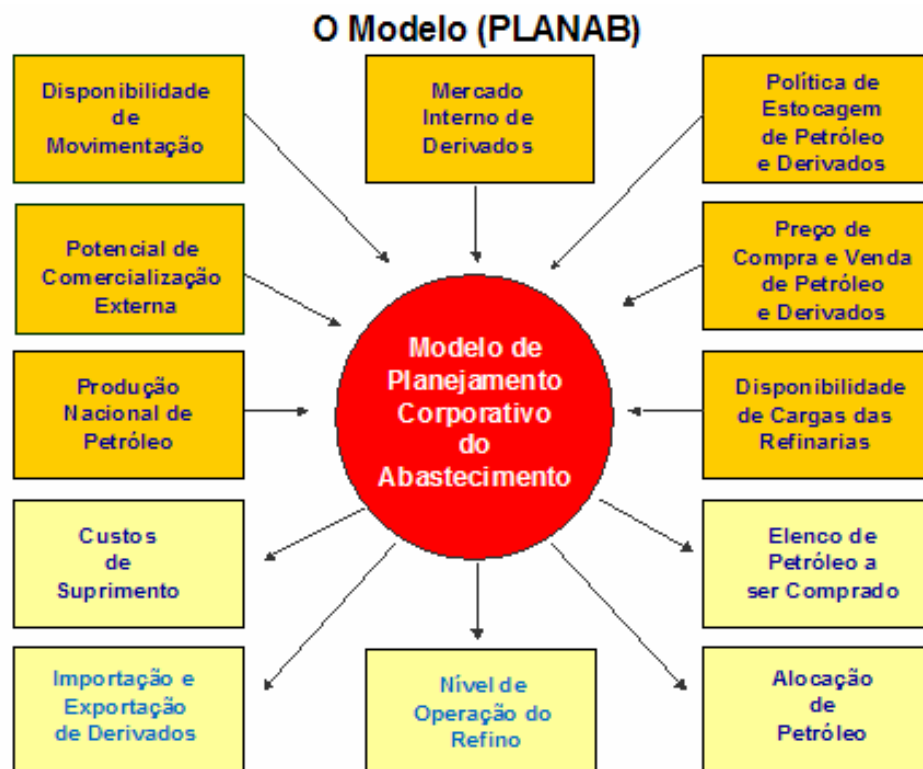 O Modelo (PLANAB)
Disponibilidade
de
Movimentação
Mercado
Interno de
Derivados
Política de
Estocagem
de Petróleo
e Derivados
Potencial de
Comercialização
Externa
Preço de
Compra e Venda
de Petróleo
e Derivados
Produção
Nacional de
Petróleo
Modelo de
Planejamento
Corporativo
do
Abastecimento
Disponibilidade
de Cargas das
Refinarias
Custos
de
Suprimento
Elenco de
Petróleo a
ser Comprado
Importação e
Exportação
de Derivados
Nível de
Operação do
Refino
Alocação
de
Petróleo